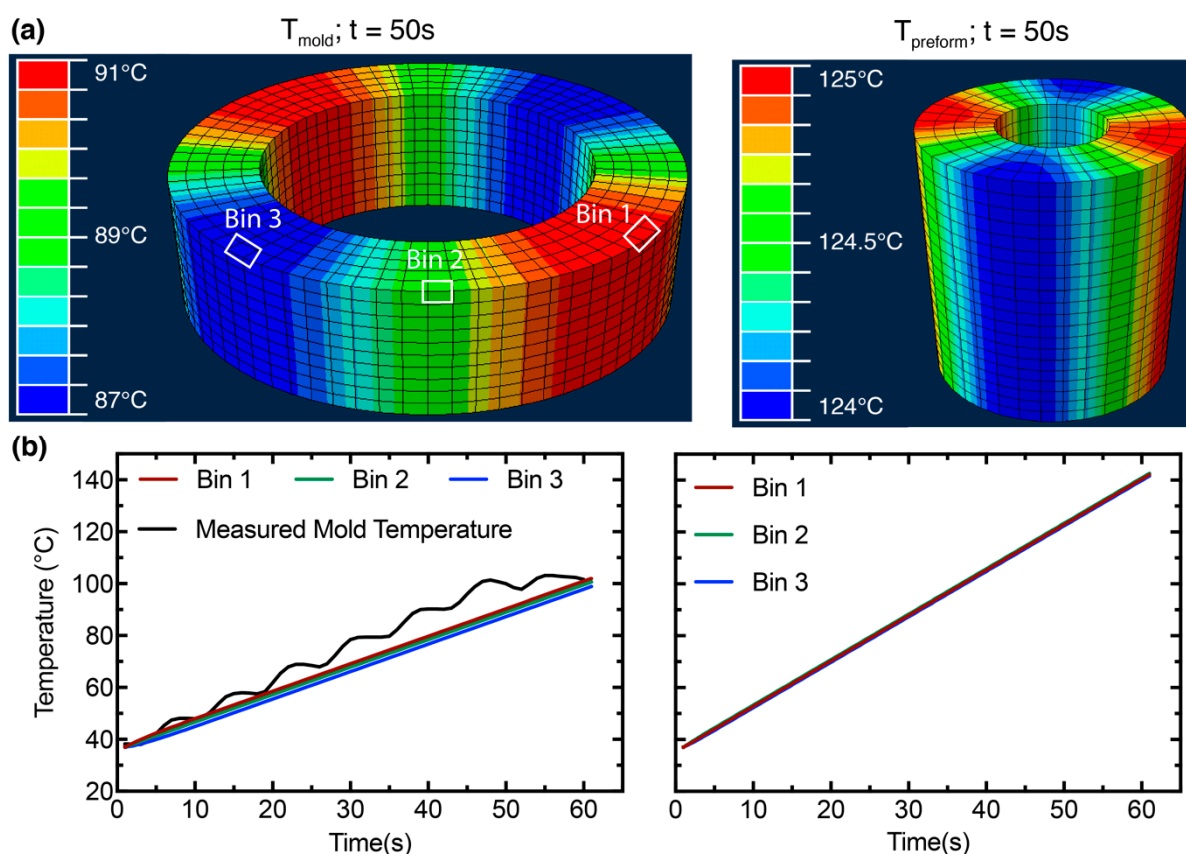 (a)
T_mold; t = 50s
T_preform; t = 50s
91°C
89°C
87°C
Bin 3
Bin 2
Bin 1
125°C
124.5°C
124°C
(b)
Bin 1 Bin 2 Bin 3
Measured Mold Temperature
140
120
100
80
60
40
20
Temperature (°C)
0 10 20 30 40 50 60
Time(s)
Bin 1
Bin 2
Bin 3
0 10 20 30 40 50 60
Time(s)